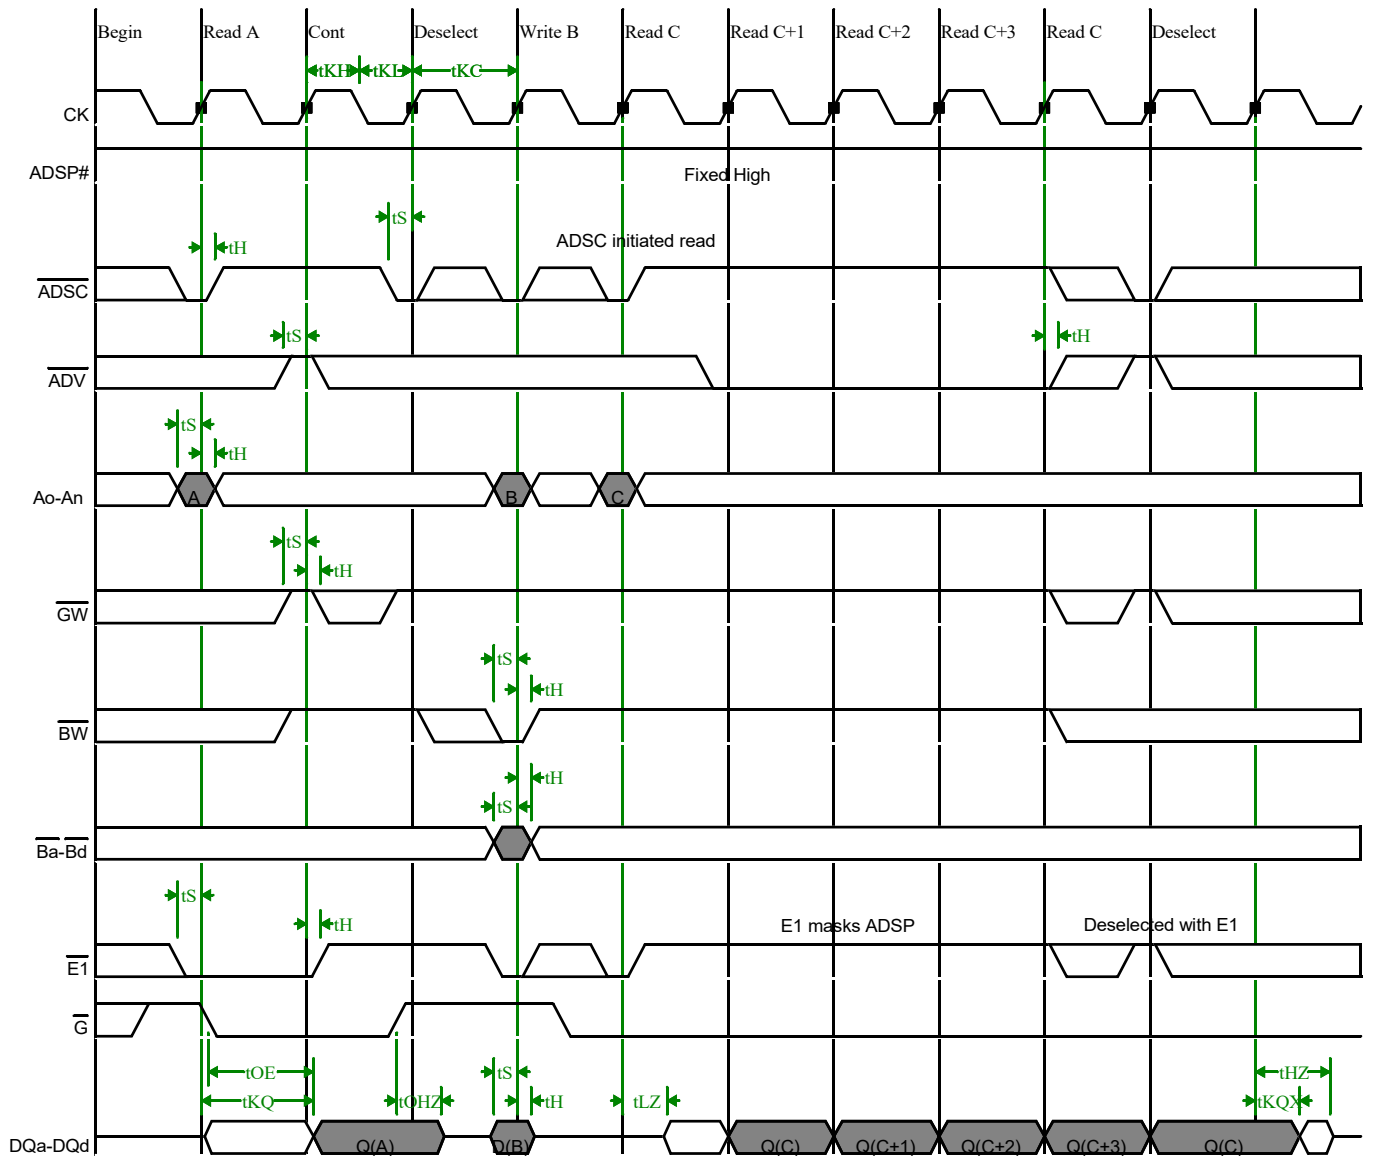 Begin Read A Cont Deselect Write B Read C Read C+1 Read C+2 Read C+3 Read C Deselect
tKH tKL tKC
CK
ADSP# Fixed High
tS
tH ADSC initiated read
ADSC
tS tH
ADV
tS
tH
Ao-An A B C
tS
tH
GW
tS
tH
BW
tH
tS
Ba-Bd
tS
tH E1 masks ADSP Deselected with E1
E1
G
tOE tS tHZ
tKQ tOHZ tH tLZ tKQX
DQa-DQd Q(A) D(B) Q(C) Q(C+1) Q(C+2) Q(C+3) Q(C)